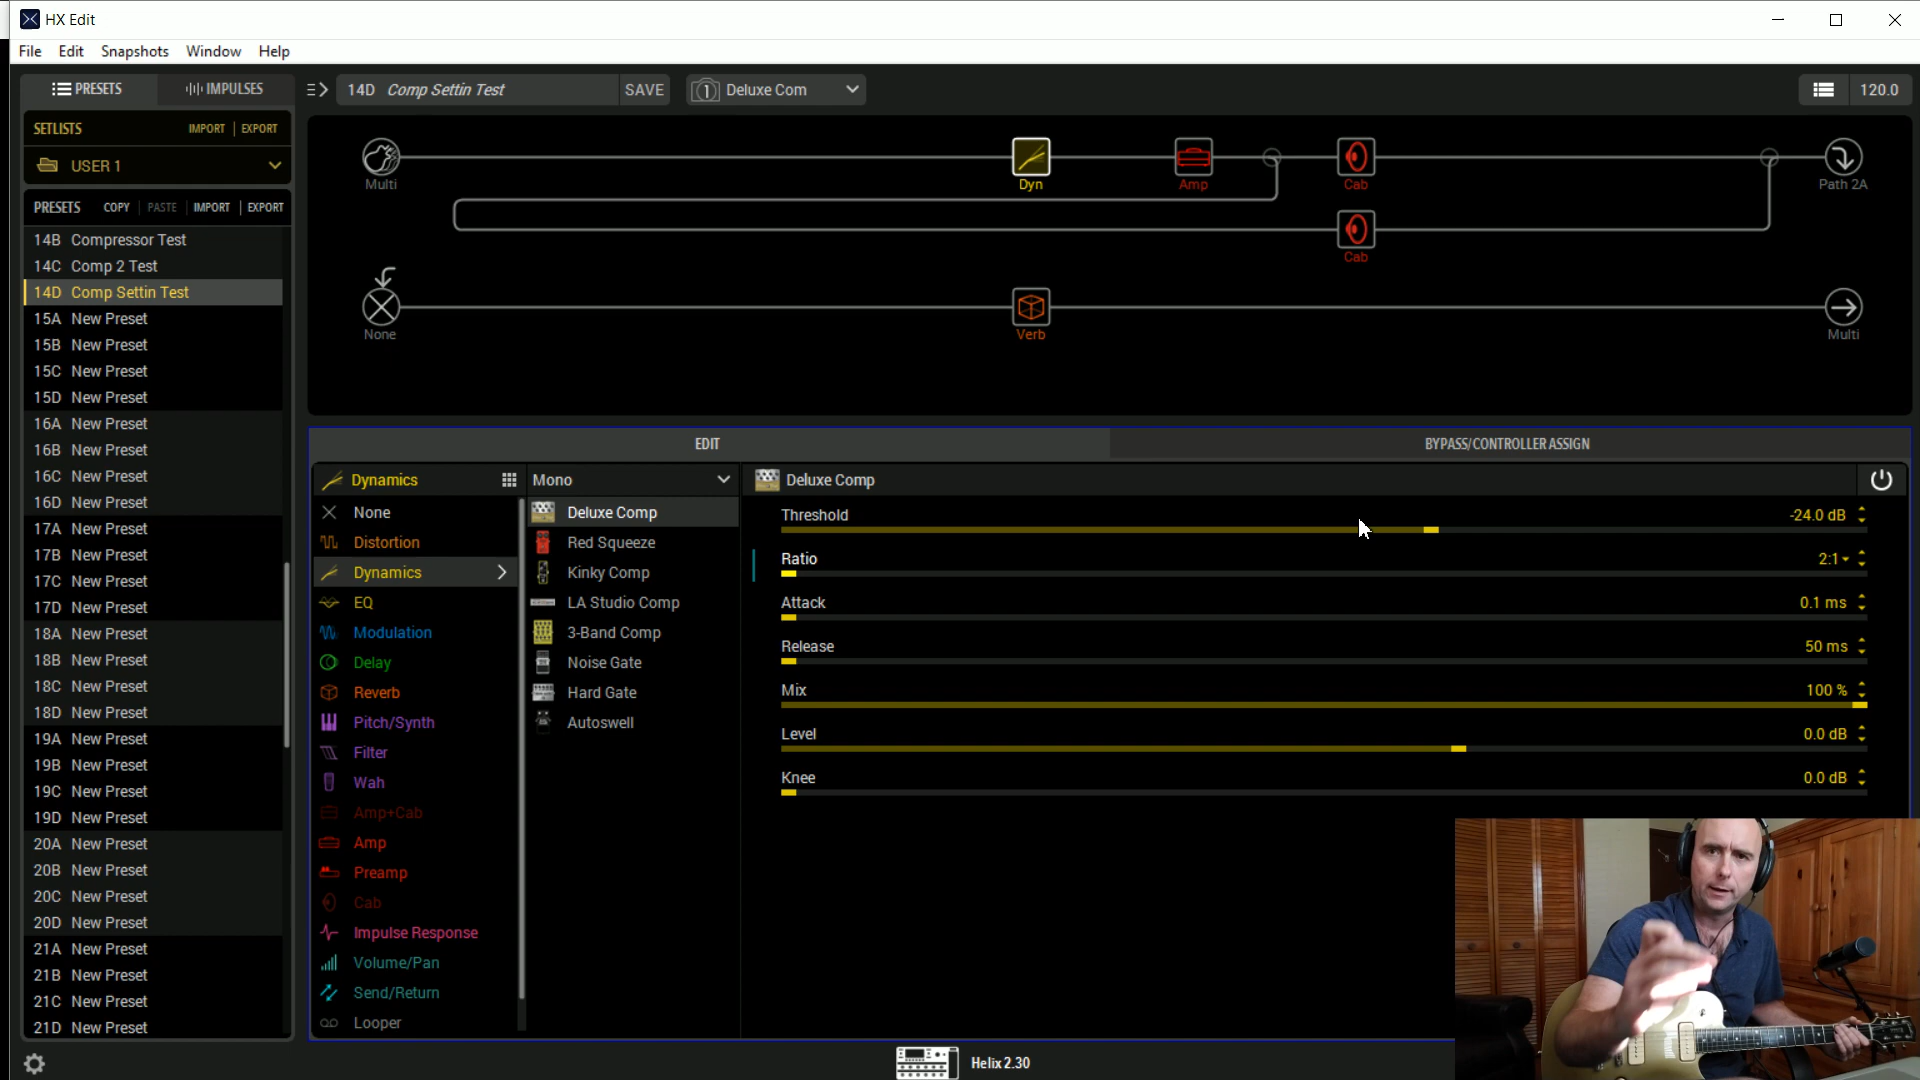 HX Edit
File Edit Snapshots Window Help
PRESETS IMPULSES
14D Comp Settin Test SAVE 1 Deluxe Com 120.0
SETLISTS IMPORT EXPORT
USER 1
PRESETS COPY PASTE IMPORT EXPORT
14B Compressor Test
14C Comp 2 Test
14D Comp Settin Test
15A New Preset
15B New Preset
15C New Preset
15D New Preset
16A New Preset
16B New Preset
16C New Preset
16D New Preset
17A New Preset
17B New Preset
17C New Preset
17D New Preset
18A New Preset
18B New Preset
18C New Preset
18D New Preset
19A New Preset
19B New Preset
19C New Preset
19D New Preset
20A New Preset
20B New Preset
20C New Preset
20D New Preset
21A New Preset
21B New Preset
21C New Preset
21D New Preset
Multi Dyn Amp Cab Path 2A
Cab
None Verb Multi
EDIT BYPASS/CONTROLLER ASSIGN
Dynamics
None
Distortion
Dynamics
EQ
Modulation
Delay
Reverb
Pitch/Synth
Filter
Wah
Amp+Cab
Amp
Preamp
Cab
Impulse Response
Volume/Pan
Send/Return
Looper
Mono
Deluxe Comp
Red Squeeze
Kinky Comp
LA Studio Comp
3-Band Comp
Noise Gate
Hard Gate
Autoswell
Deluxe Comp
Threshold -24.0 dB
Ratio 2:1
Attack 0.1 ms
Release 50 ms
Mix 100 %
Level 0.0 dB
Knee 0.0 dB
Helix 2.30